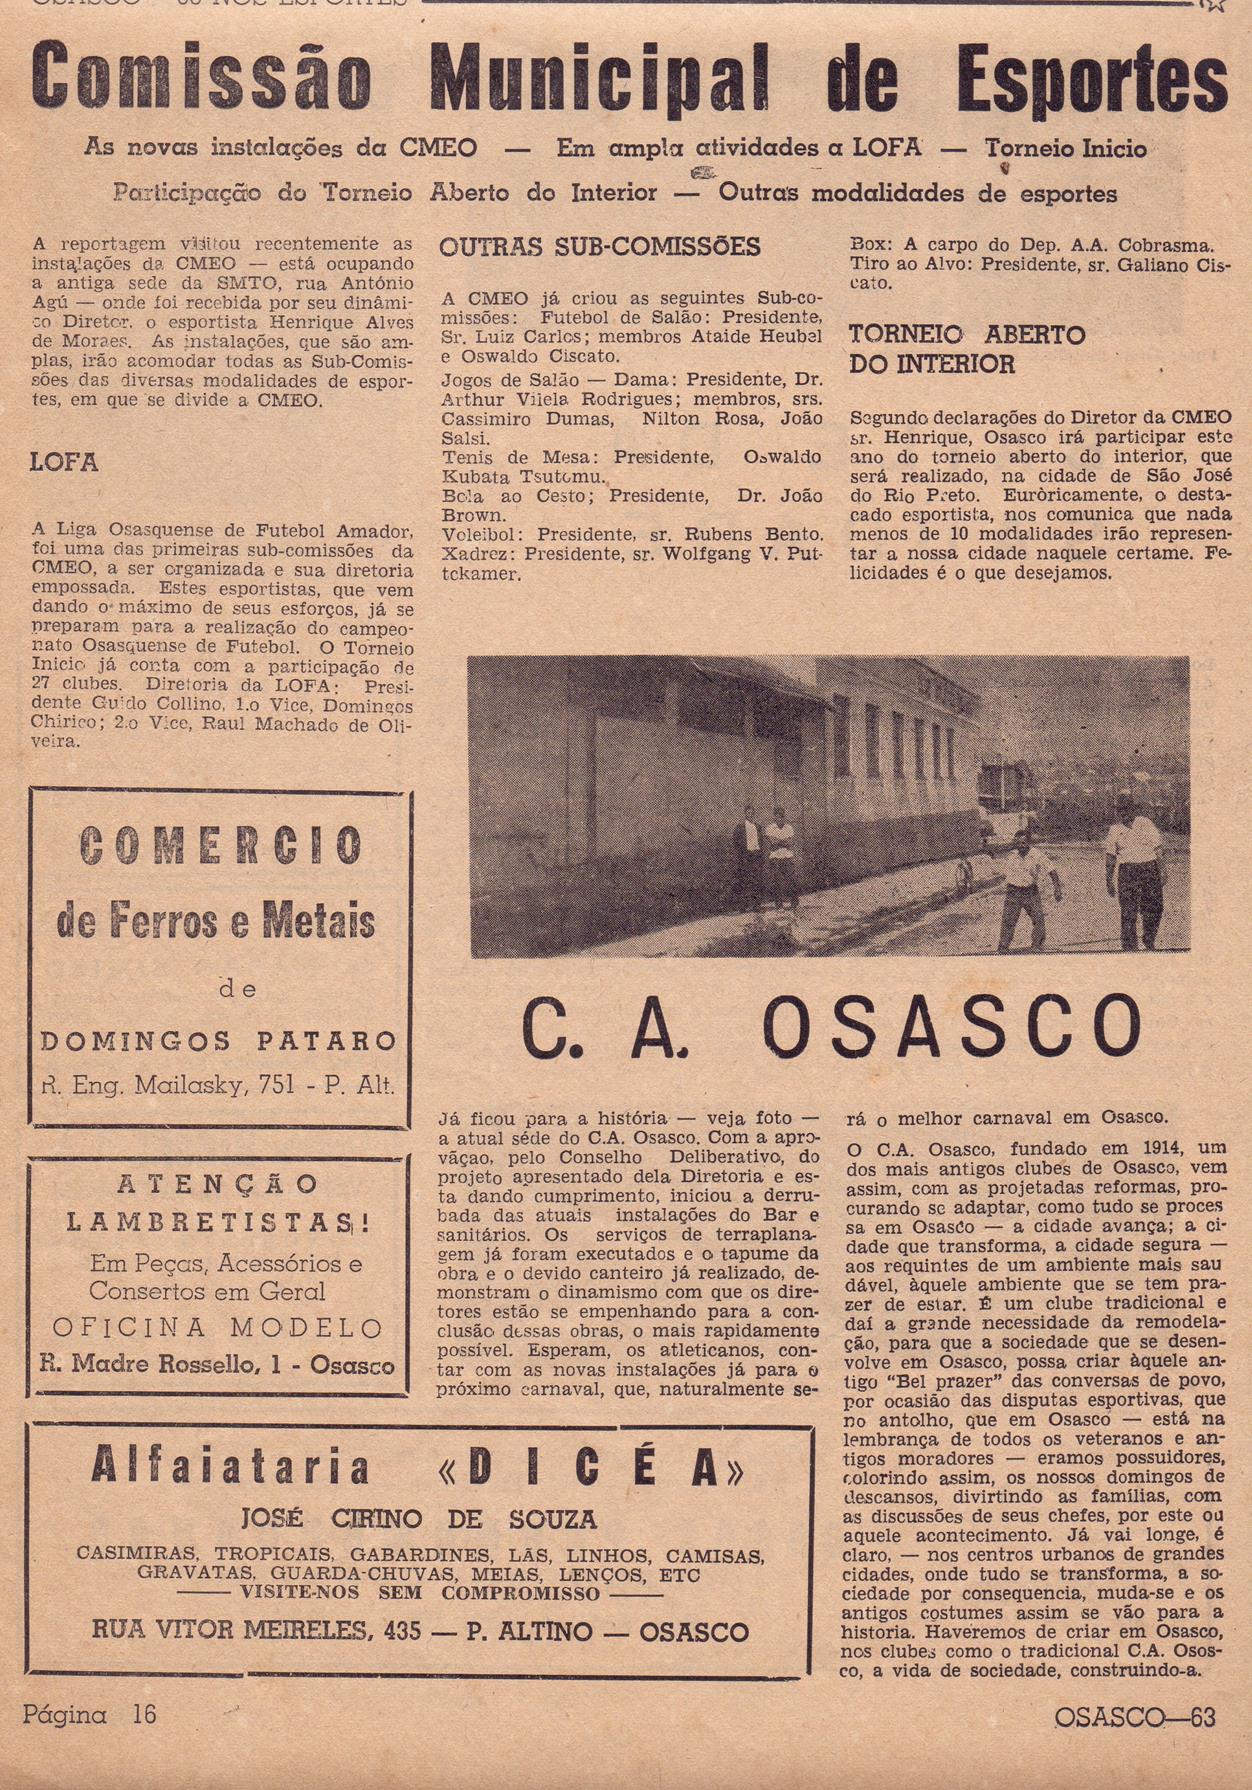 Comissão Municipal de Esportes
As novas instalações da CMEO — Em ampla atividades a LOFA — Torneio Inicio
Participação do Torneio Aberto do Interior — Outras modalidades de esportes
A reportagem visitou recentemente as
instalações da CMEO — está ocupando
a antiga sede da SMTO, rua António
Agú — onde foi recebida por seu dinâmi-
co Diretor, o esportista Henrique Alves
de Moraes. As instalações, que são am-
plas, irão acomodar todas as Sub-Comis-
sões das diversas modalidades de espor-
tes, em que se divide a CMEO.
LOFA
A Liga Osasquense de Futebol Amador,
foi uma das primeiras sub-comissões da
CMEO, a ser organizada e sua diretoria
empossada. Estes esportistas, que vem
dando o máximo de seus esforços, já se
preparam para a realização do campeo-
nato Osasquense de Futebol. O Torneio
Inicio já conta com a participação de
27 clubes. Diretoria da LOFA: Presi-
dente Guido Collino, 1.o Vice, Domingos
Chirico; 2.o Vice, Raul Machado de Oli-
veira.
OUTRAS SUB-COMISSÕES
A CMEO já criou as seguintes Sub-co-
missões: Futebol de Salão: Presidente,
Sr. Luiz Carlos; membros Ataide Heubel
e Oswaldo Ciscato.
Jogos de Salão — Dama: Presidente, Dr.
Arthur Vilela Rodrigues; membros, srs.
Cassimiro Dumas, Nilton Rosa, João
Salsi.
Tenis de Mesa: Presidente, Oswaldo
Kubata Tsutomu.
Bola ao Cesto; Presidente, Dr. João
Brown.
Voleibol: Presidente, sr. Rubens Bento.
Xadrez: Presidente, sr. Wolfgang V. Put-
tckamer.
Box: A carpo do Dep. A.A. Cobrasma.
Tiro ao Alvo: Presidente, sr. Galiano Cis-
cato.
TORNEIO ABERTO
DO INTERIOR
Segundo declarações do Diretor da CMEO
sr. Henrique, Osasco irá participar este
ano do torneio aberto do interior, que
será realizado, na cidade de São José
do Rio Preto. Euròricamente, o desta-
cado esportista, nos comunica que nada
menos de 10 modalidades irão represen-
tar a nossa cidade naquele certame. Fe-
licidades é o que desejamos.
COMERCIO
de Ferros e Metais
de
DOMINGOS PATARO
R. Eng. Mailasky, 751 - P. Alt.
ATENÇÃO
LAMBRETISTAS!
Em Peças, Acessórios e
Consertos em Geral
OFICINA MODELO
R. Madre Rossello, 1 - Osasco
C. A. OSASCO
Já ficou para a história — veja foto —
a atual séde do C.A. Osasco. Com a apro-
vãçao, pelo Conselho Deliberativo, do
projeto apresentado dela Diretoria e es-
ta dando cumprimento, iniciou a derru-
bada das atuais instalações do Bar e
sanitários. Os serviços de terraplana-
gem já foram executados e o tapume da
obra e o devido canteiro já realizado, de-
monstram o dinamismo com que os dire-
tores estão se empenhando para a con-
clusão dessas obras, o mais rapidamente
possível. Esperam, os atleticanos, con-
tar com as novas instalações já para o
próximo carnaval, que, naturalmente se-
rá o melhor carnaval em Osasco.
O C.A. Osasco, fundado em 1914, um
dos mais antigos clubes de Osasco, vem
assim, com as projetadas reformas, pro-
curando se adaptar, como tudo se proces
sa em Osasco — a cidade avança; a ci-
dade que transforma, a cidade segura —
aos requintes de um ambiente mais sau
dável, àquele ambiente que se tem pra-
zer de estar. É um clube tradicional e
daí a grande necessidade da remodela-
ção, para que a sociedade que se desen-
volve em Osasco, possa criar àquele an-
tigo “Bel prazer” das conversas de povo,
por ocasião das disputas esportivas, que
no antolho, que em Osasco — está na
lembrança de todos os veteranos e an-
tigos moradores — eramos possuidores,
colorindo assim, os nossos domingos de
descansos, divirtindo as famílias, com
as discussões de seus chefes, por este ou
aquele acontecimento. Já vai longe, é
claro, — nos centros urbanos de grandes
cidades, onde tudo se transforma, a so-
ciedade por consequencia, muda-se e os
antigos costumes assim se vão para a
historia. Haveremos de criar em Osasco,
nos clubes como o tradicional C.A. Osos-
co, a vida de sociedade, construindo-a.
Alfaiataria «DICÉA»
JOSÉ CIRINO DE SOUZA
CASIMIRAS, TROPICAIS, GABARDINES, LÃS, LINHOS, CAMISAS,
GRAVATAS, GUARDA-CHUVAS, MEIAS, LENÇOS, ETC
—— VISITE-NOS SEM COMPROMISSO ——
RUA VITOR MEIRELES, 435 — P. ALTINO — OSASCO
Página 16
OSASCO—63